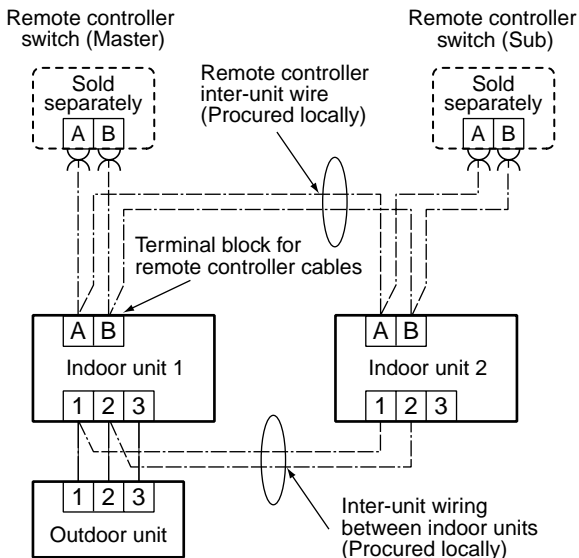 Remote controller
switch (Master)
Remote controller
switch (Sub)
Sold
separately
A B
Remote controller
inter-unit wire
(Procured locally)
Sold
separately
A B
Terminal block for
remote controller cables
A B
Indoor unit 1
1 2 3
A B
Indoor unit 2
1 2 3
1 2 3
Outdoor unit
Inter-unit wiring
between indoor units
(Procured locally)